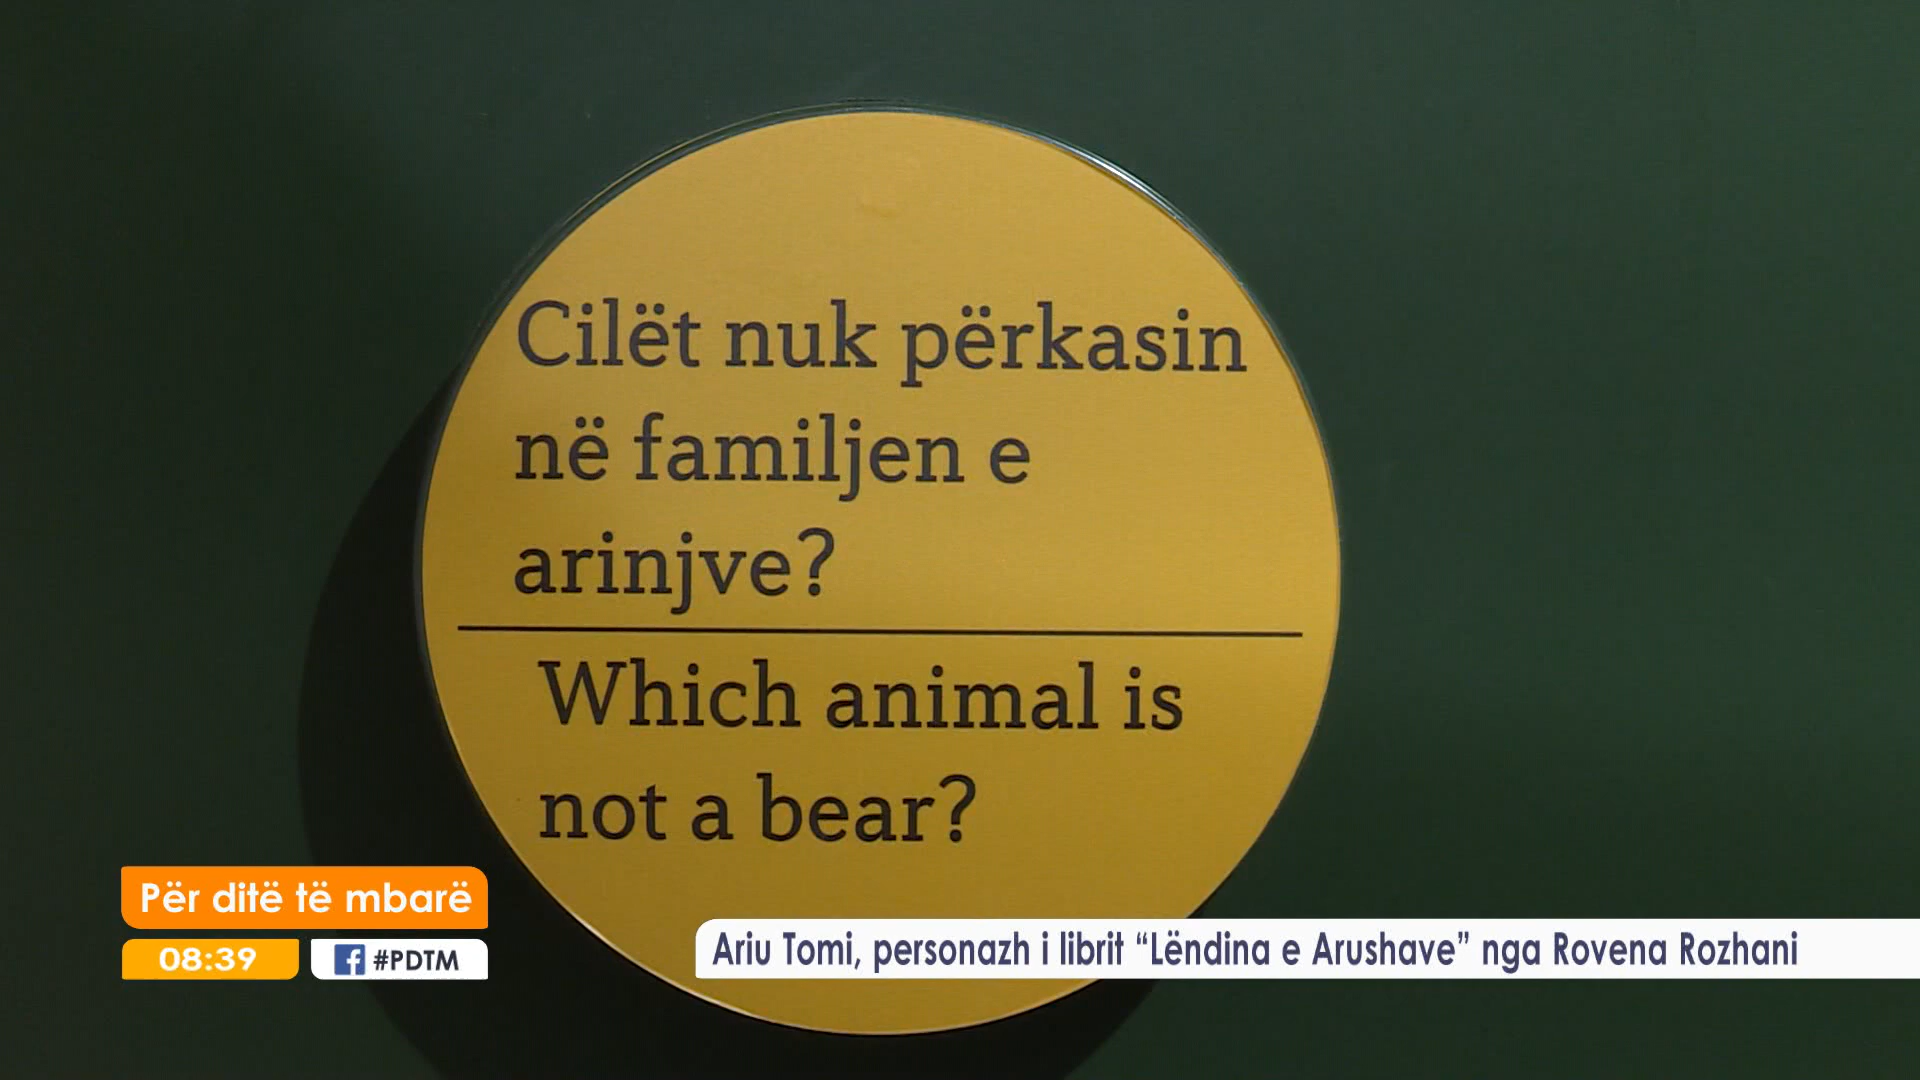 Cilët nuk përkasin
në familjen e
arinjve?
Which animal is
not a bear?
Për ditë të mbarë
08:39
#PDTM
Ariu Tomi, personazh i librit “Lëndina e Arushave” nga Rovena Rozhani